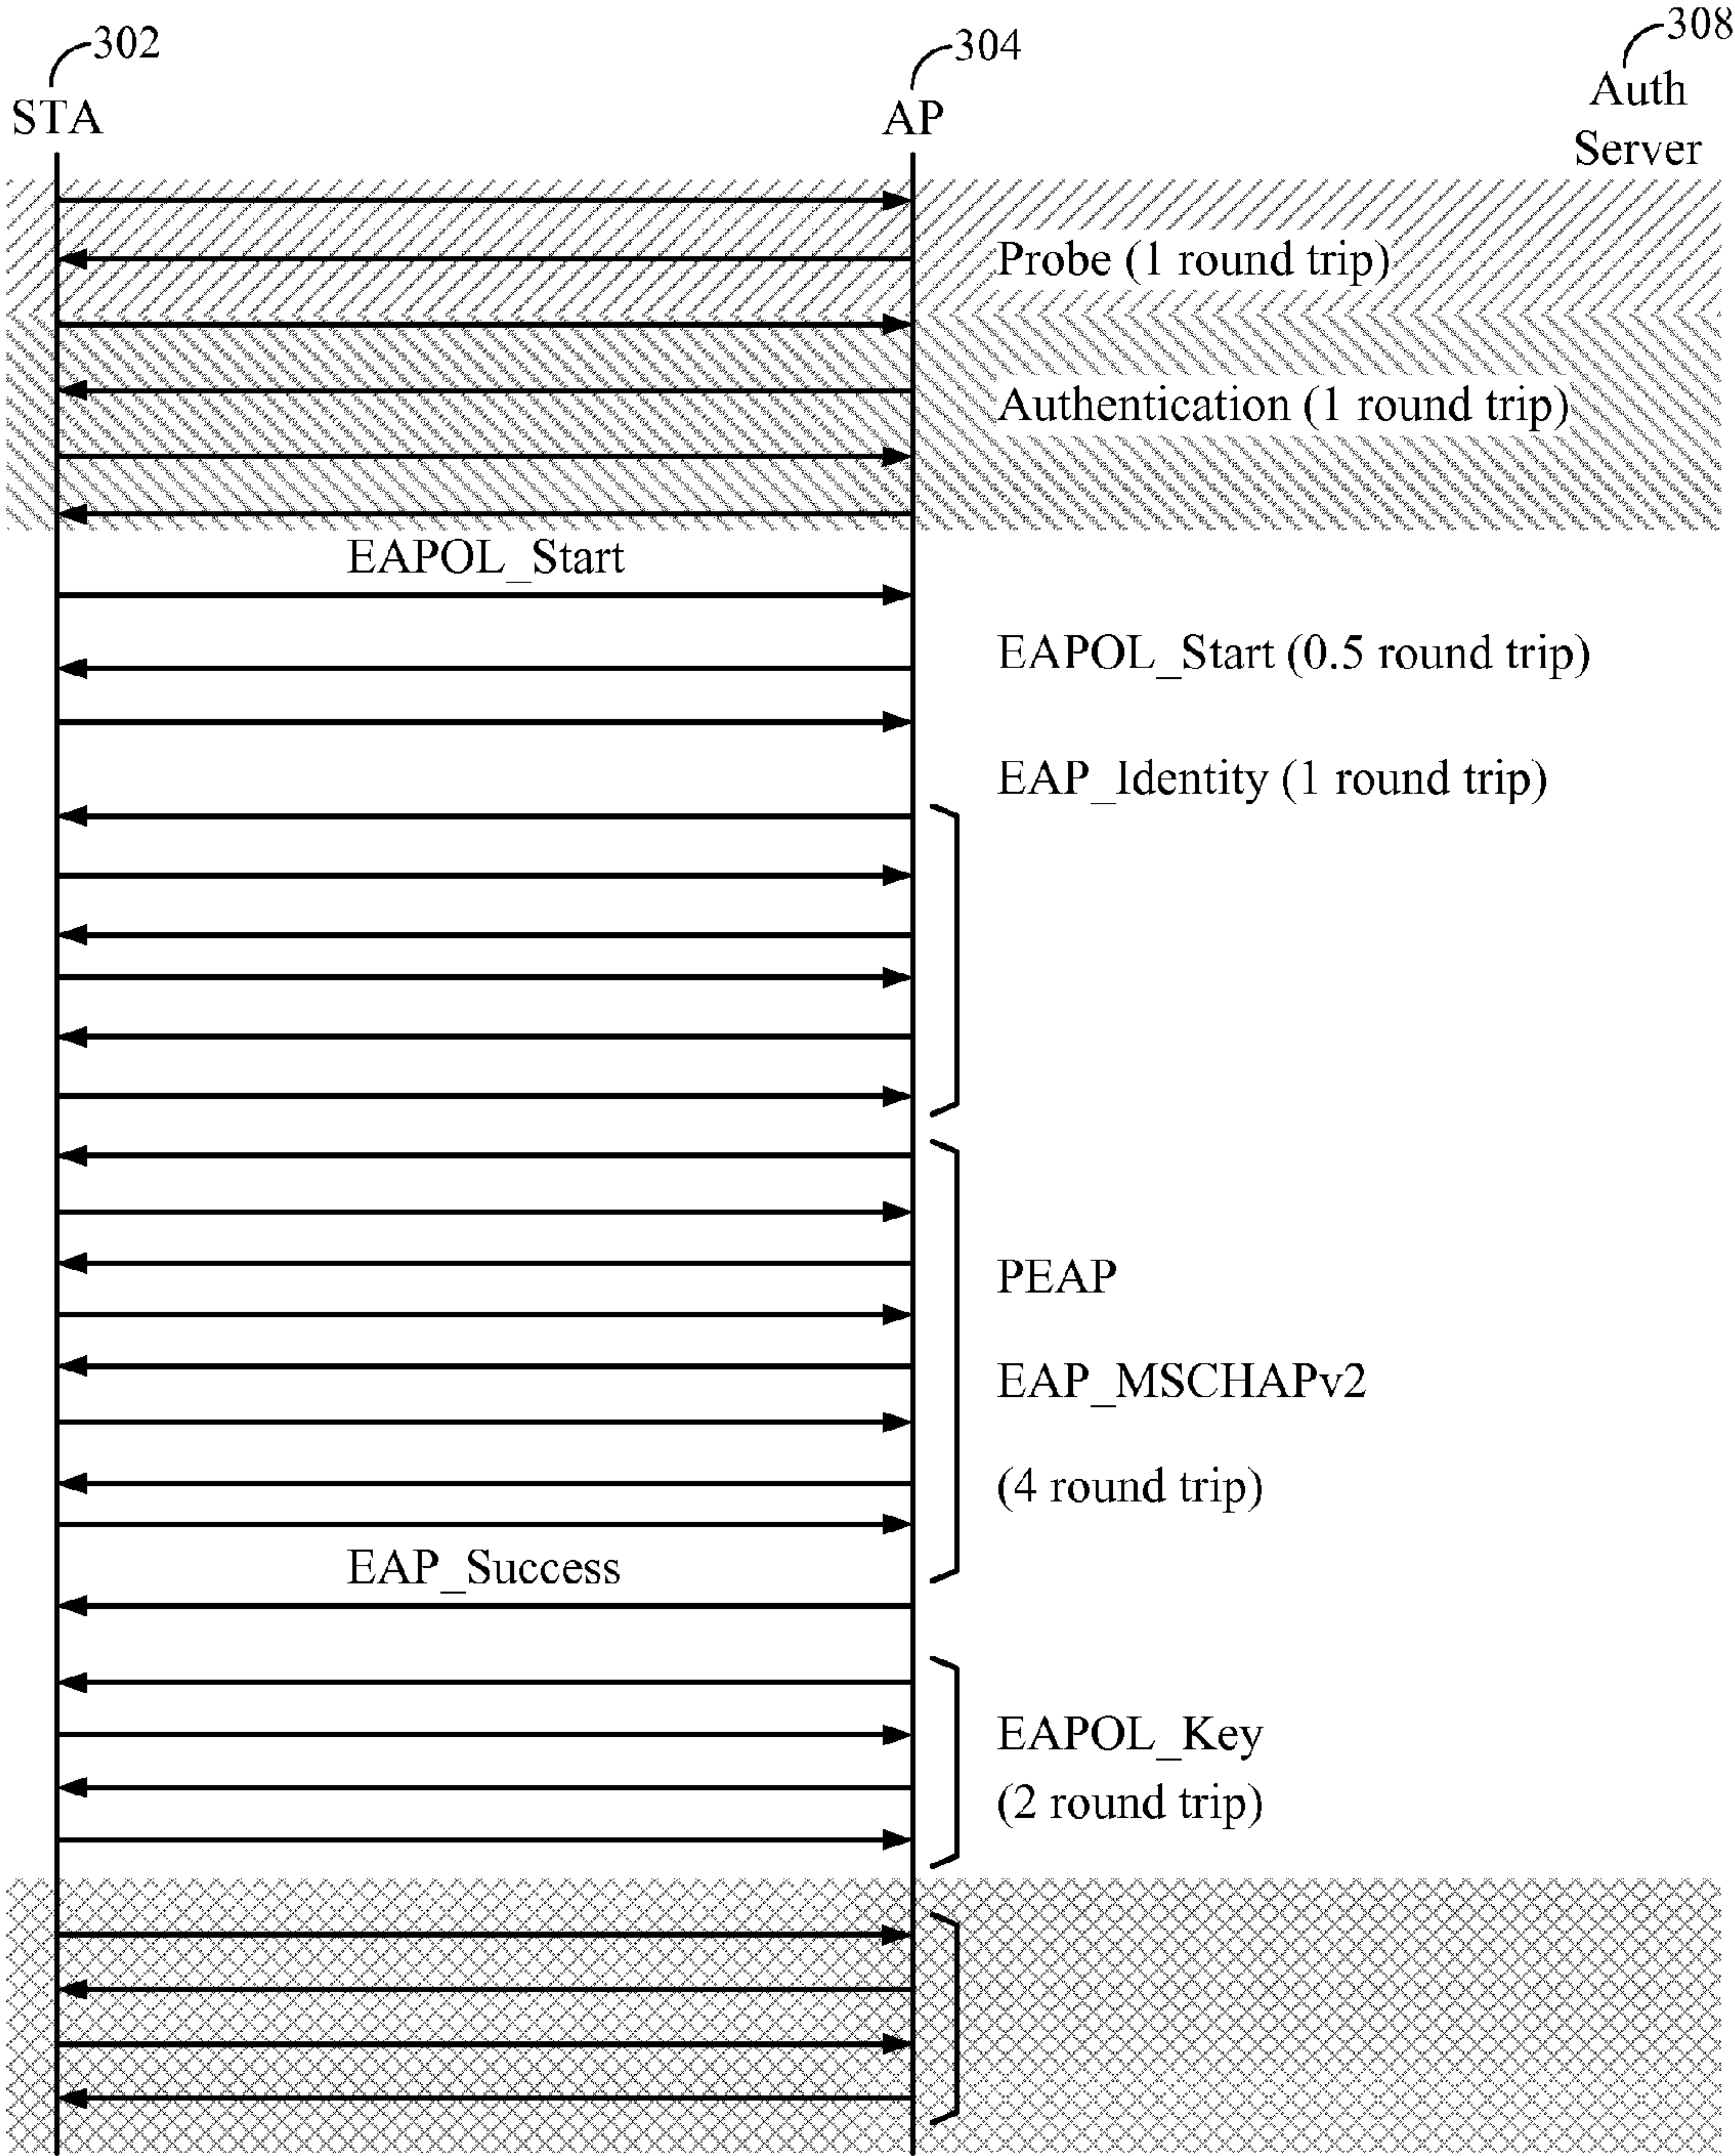 302
304
308
STA
AP
Auth
Server
Probe (1 round trip)
Authentication (1 round trip)
EAPOL_Start
EAPOL_Start (0.5 round trip)
EAP_Identity (1 round trip)
PEAP
EAP_MSCHAPv2
(4 round trip)
EAP_Success
EAPOL_Key
(2 round trip)